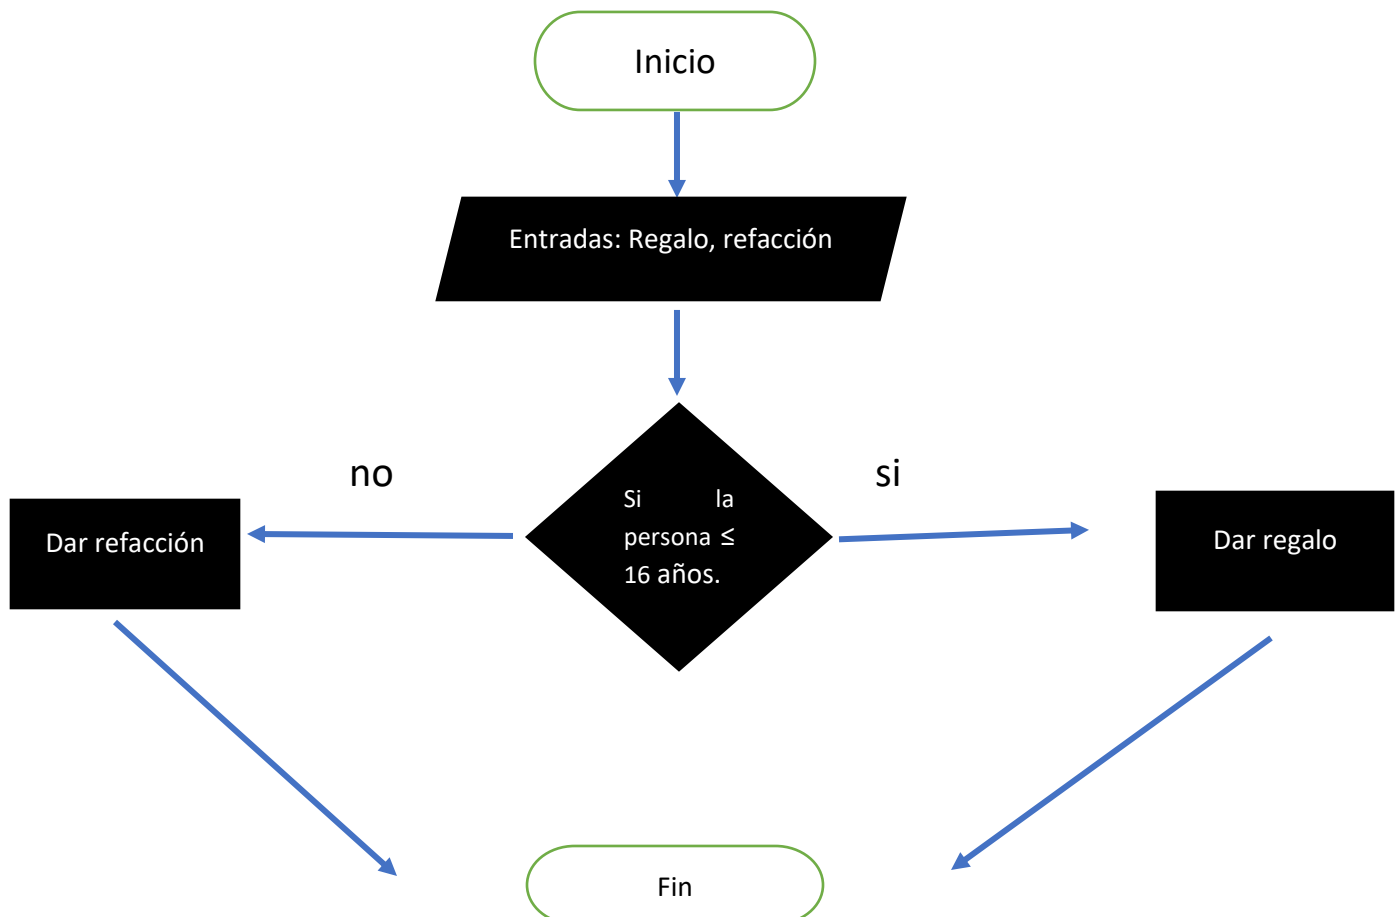 Inicio
Entradas: Regalo, refacción
no
si
Si la
persona ≤
16 años.
Dar refacción
Dar regalo
Fin